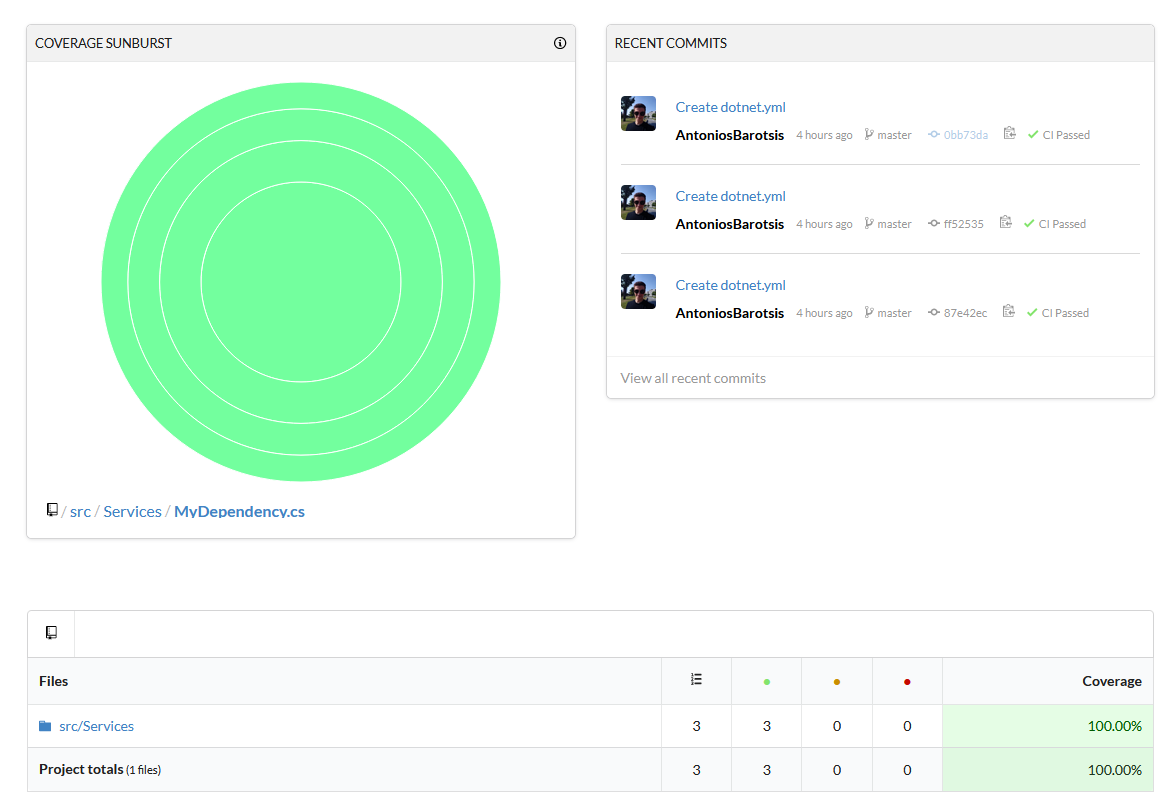 COVERAGE SUNBURST
/ src / Services / MyDependency.cs
RECENT COMMITS
Create dotnet.yml
AntoniosBarotsis 4 hours ago master 0bb73da CI Passed
Create dotnet.yml
AntoniosBarotsis 4 hours ago master ff52535 CI Passed
Create dotnet.yml
AntoniosBarotsis 4 hours ago master 87e42ec CI Passed
View all recent commits
Files Coverage
src/Services 3 3 0 0 100.00%
Project totals (1 files) 3 3 0 0 100.00%